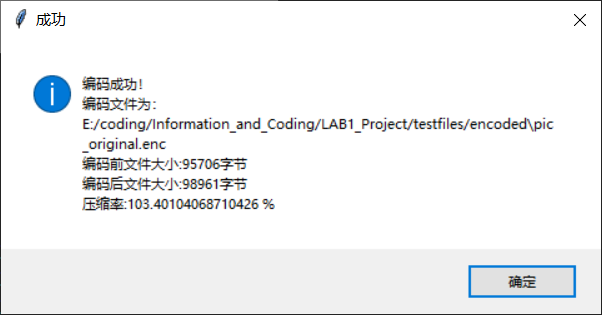 成功
编码成功！
编码文件为：
E:/coding/Information_and_Coding/LAB1_Project/testfiles/encoded\pic
_original.enc
编码前文件大小:95706字节
编码后文件大小:98961字节
压缩率:103.40104068710426 %
确定